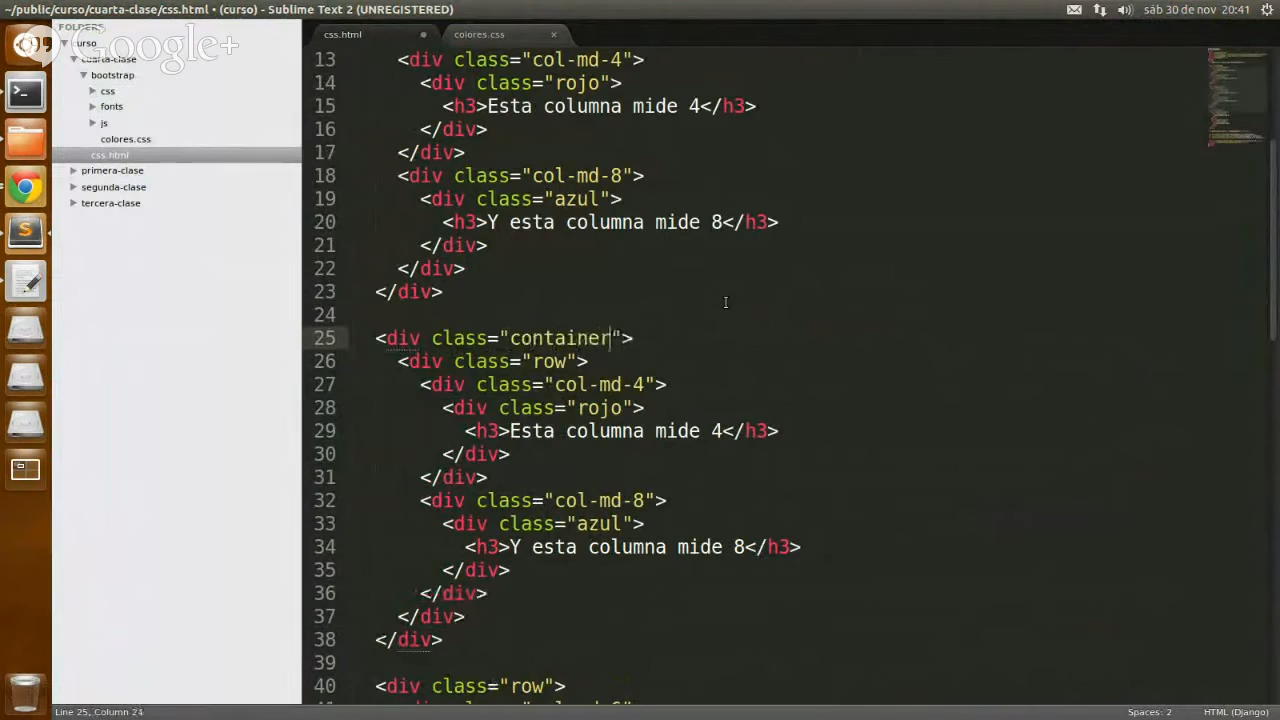 ~/public/curso/cuarta-clase/css.html • (curso) - Sublime Text 2 (UNREGISTERED)
sáb 30 de nov 20:41
Google+
FOLDERS
curso
cuarta-clase
bootstrap
css
fonts
js
colores.css
css.html
primera-clase
segunda-clase
tercera-clase
css.html
colores.css
13 <div class="col-md-4">
14 <div class="rojo">
15 <h3>Esta columna mide 4</h3>
16 </div>
17 </div>
18 <div class="col-md-8">
19 <div class="azul">
20 <h3>Y esta columna mide 8</h3>
21 </div>
22 </div>
23 </div>
24
25 <div class="container">
26 <div class="row">
27 <div class="col-md-4">
28 <div class="rojo">
29 <h3>Esta columna mide 4</h3>
30 </div>
31 </div>
32 <div class="col-md-8">
33 <div class="azul">
34 <h3>Y esta columna mide 8</h3>
35 </div>
36 </div>
37 </div>
38 </div>
39
40 <div class="row">
Line 25, Column 24
Spaces: 2
HTML (Django)